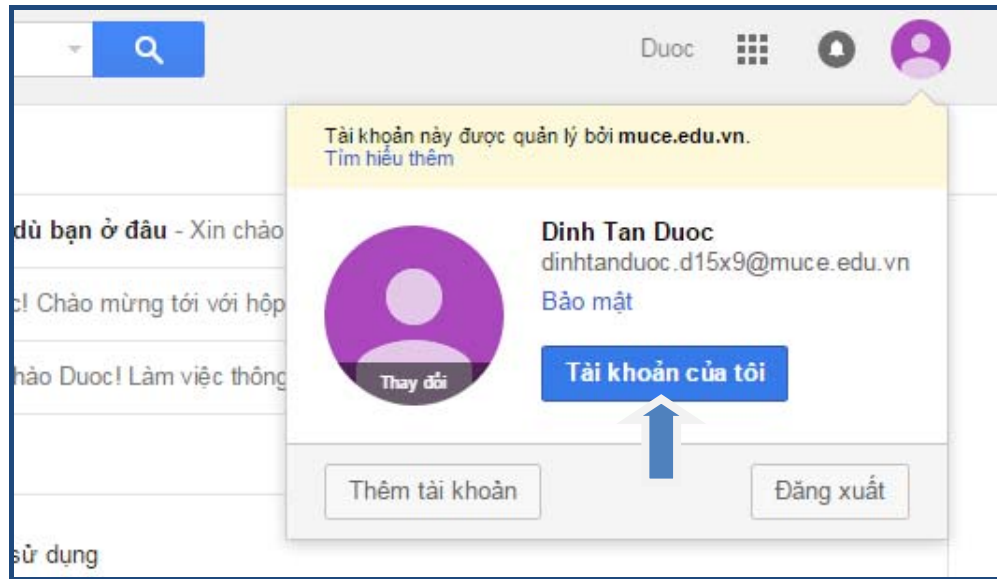 Duoc
Tài khoản này được quản lý bởi muce.edu.vn.
Tìm hiểu thêm
dù bạn ở đâu - Xin chào
c! Chào mừng tới với hộp
hào Duoc! Làm việc thông
sử dụng
Dinh Tan Duoc
dinhtanduoc.d15x9@muce.edu.vn
Bảo mật
Thay đổi
Tài khoản của tôi
Thêm tài khoản
Đăng xuất